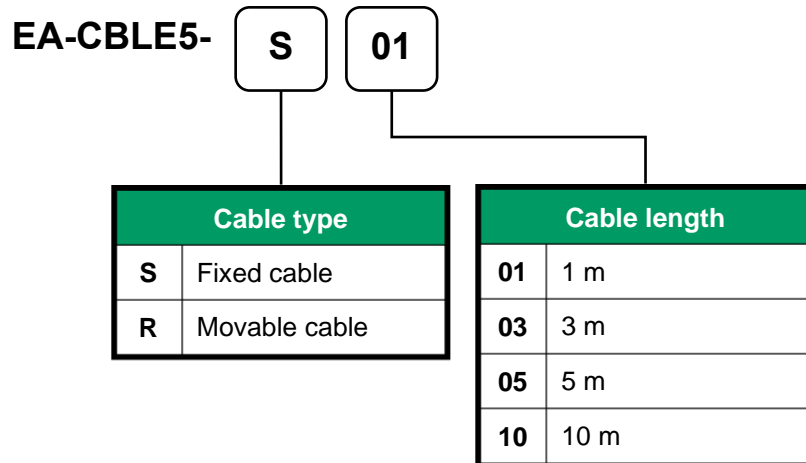 EA-CBLE5- S 01
Cable type
S Fixed cable
R Movable cable
Cable length
01 1 m
03 3 m
05 5 m
10 10 m